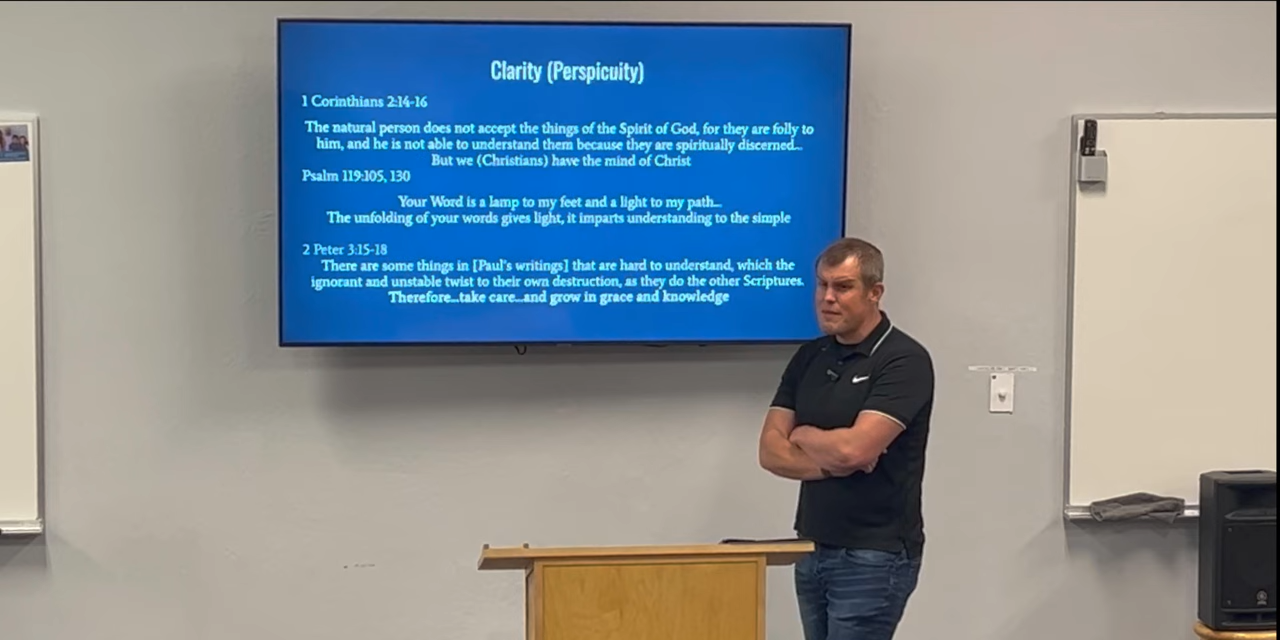 Clarity (Perspicuity)
1 Corinthians 2:14-16
The natural person does not accept the things of the Spirit of God, for they are folly to
him, and he is not able to understand them because they are spiritually discerned...
But we (Christians) have the mind of Christ
Psalm 119:105, 130
Your Word is a lamp to my feet and a light to my path...
The unfolding of your words gives light, it imparts understanding to the simple
2 Peter 3:15-18
There are some things in [Paul's writings] that are hard to understand, which the
ignorant and unstable twist to their own destruction, as they do the other Scriptures.
Therefore...take care...and grow in grace and knowledge